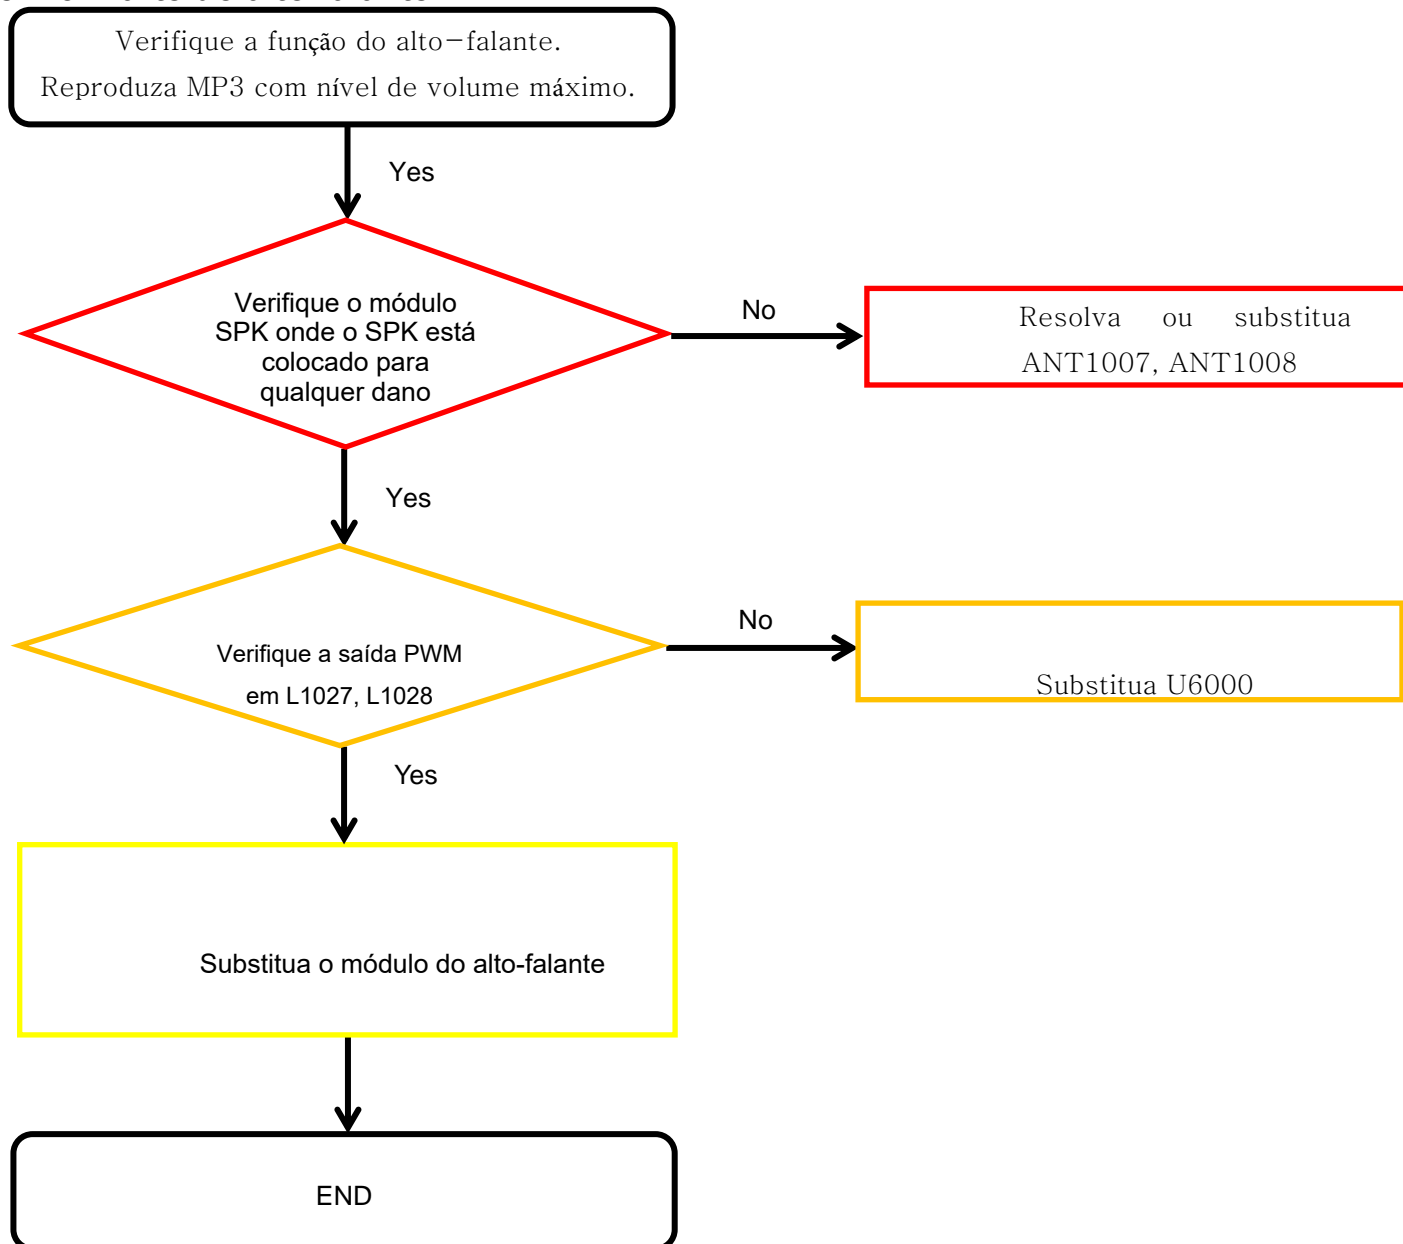 Verifique a função do alto-falante.
Reproduza MP3 com nível de volume máximo.
Yes
Verifique o módulo
SPK onde o SPK está
colocado para
qualquer dano
No
Resolva ou substitua
ANT1007, ANT1008
Yes
Verifique a saída PWM
em L1027, L1028
No
Substitua U6000
Yes
Substitua o módulo do alto-falante
END